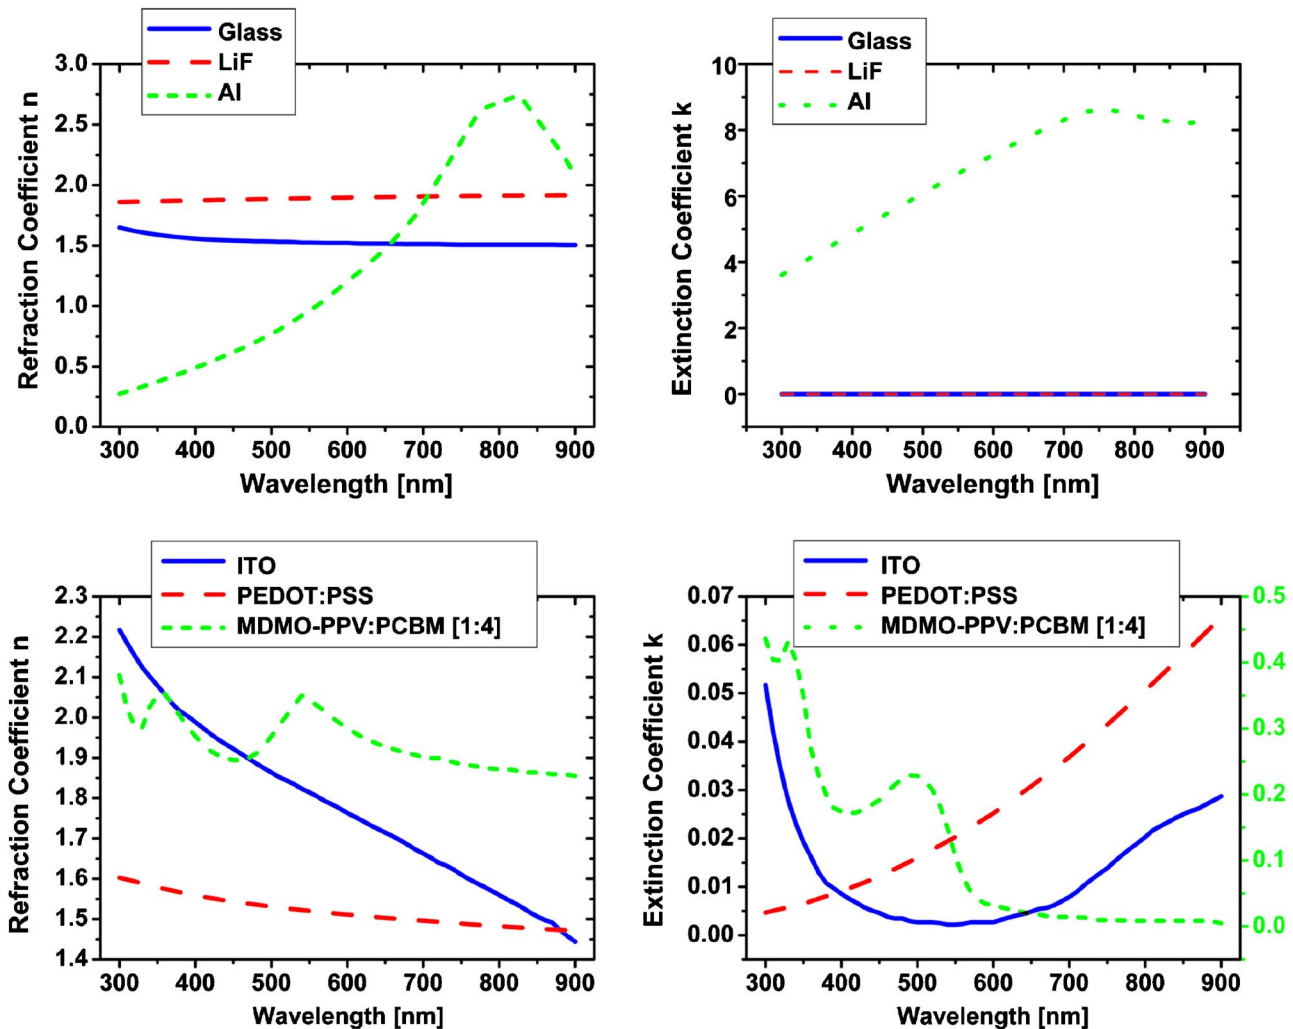 Glass
LiF
Al
3.0
2.5
2.0
1.5
1.0
0.5
0.0
Refraction Coefficient n
300 400 500 600 700 800 900
Wavelength [nm]
Glass
LiF
Al
10
8
6
4
2
0
Extinction Coefficient k
300 400 500 600 700 800 900
Wavelength [nm]
ITO
PEDOT:PSS
MDMO-PPV:PCBM [1:4]
2.3
2.2
2.1
2.0
1.9
1.8
1.7
1.6
1.5
1.4
Refraction Coefficient n
300 400 500 600 700 800 900
Wavelength [nm]
ITO
PEDOT:PSS
MDMO-PPV:PCBM [1:4]
0.07
0.06
0.05
0.04
0.03
0.02
0.01
0.00
Extinction Coefficient k
0.5
0.4
0.3
0.2
0.1
0.0
300 400 500 600 700 800 900
Wavelength [nm]